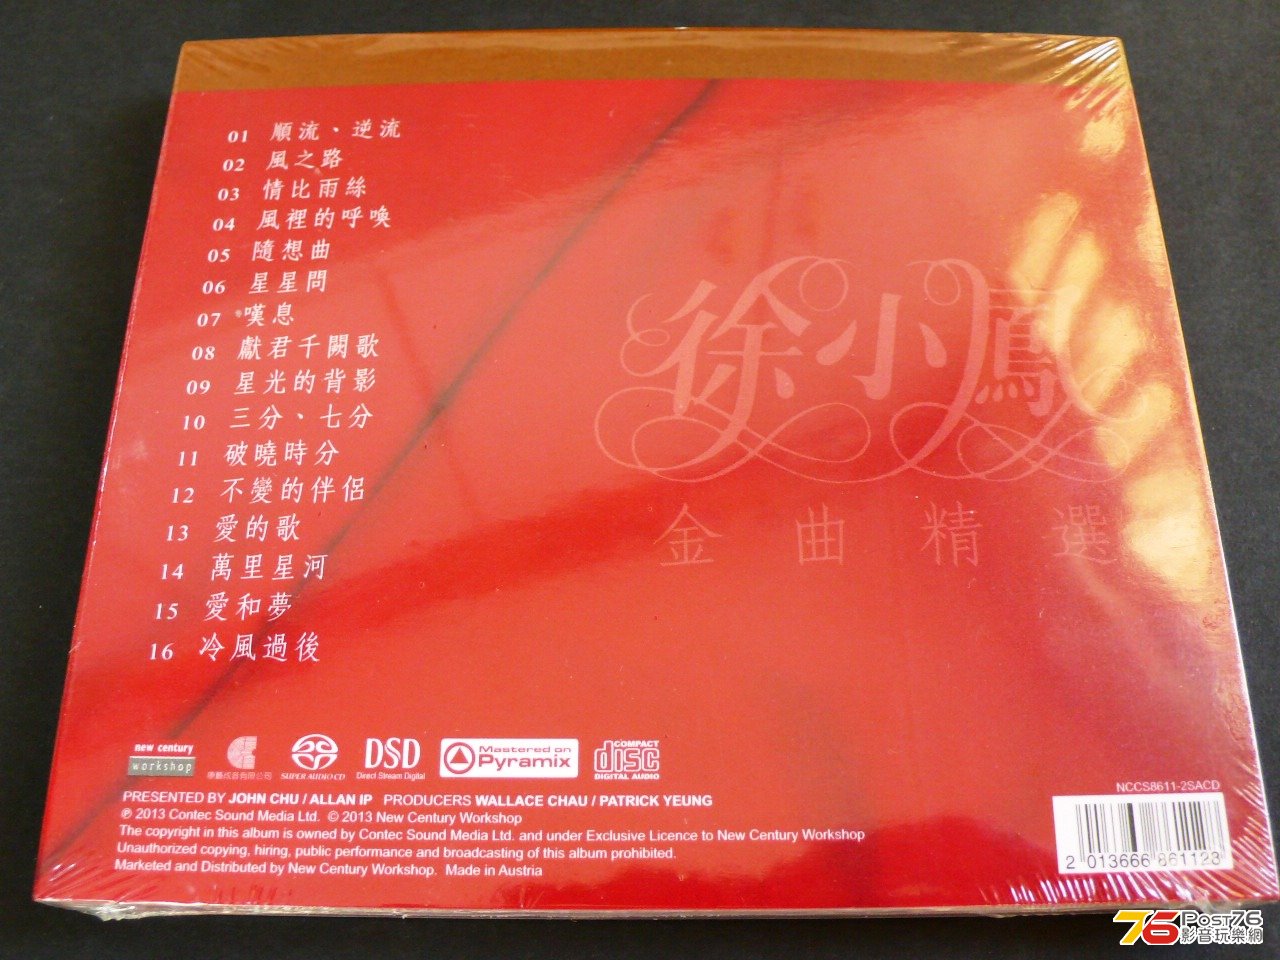 01 順流、逆流
02 風之路
03 情比雨絲
04 風裡的呼喚
05 隨想曲
06 星星問
07 嘆息
08 獻君千闕歌
09 星光的背影
10 三分、七分
11 破曉時分
12 不變的伴侶
13 愛的歌
14 萬里星河
15 愛和夢
16 冷風過後
徐小鳳
金曲精選
new century
workshop
康藝成音有限公司
SUPER AUDIO CD
DSD
Direct Stream Digital
Mastered on
Pyramix
COMPACT
disc
DIGITAL AUDIO
PRESENTED BY JOHN CHU / ALLAN IP PRODUCERS WALLACE CHAU / PATRICK YEUNG
℗ 2013 Contec Sound Media Ltd. © 2013 New Century Workshop
The copyright in this album is owned by Contec Sound Media Ltd. and under Exclusive Licence to New Century Workshop
Unauthorized copying, hiring, public performance and broadcasting of this album prohibited.
Marketed and Distributed by New Century Workshop. Made in Austria
NCCS8611-2SACD
2 013666 861123
76 Post76
影音玩樂網